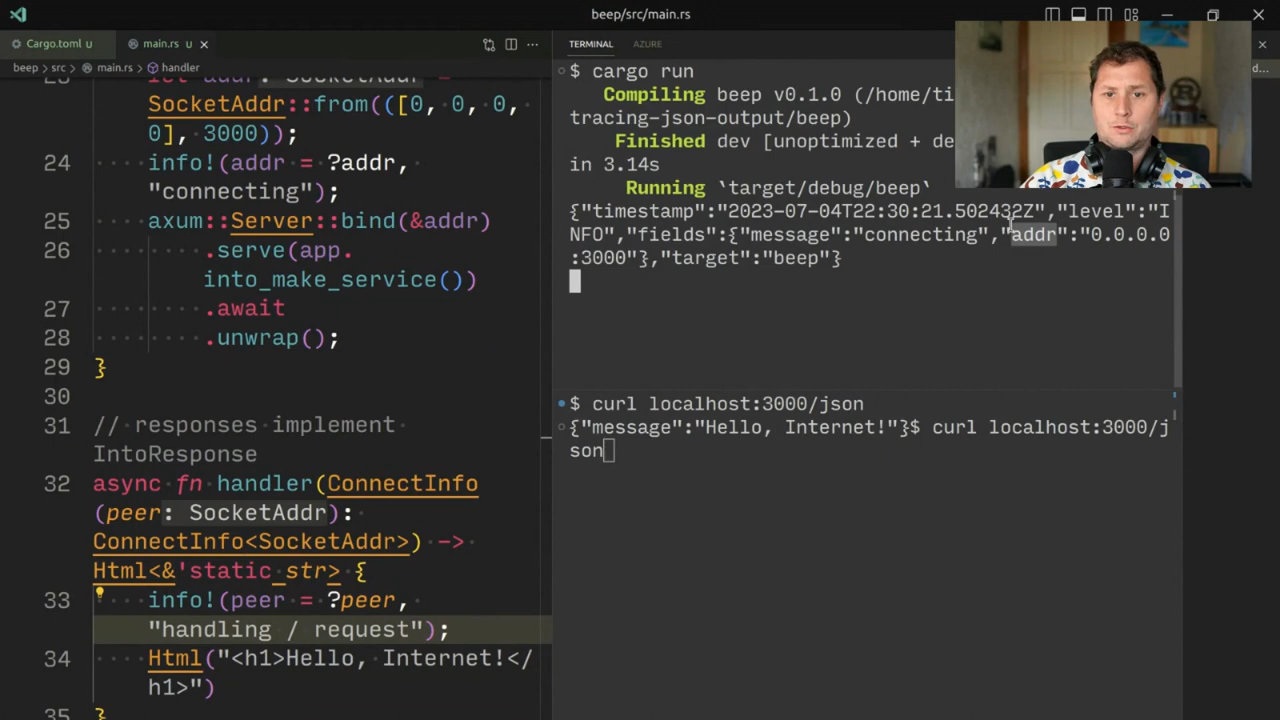 beep/src/main.rs
Cargo.toml U
main.rs U
beep > src > main.rs > handler
let addr: SocketAddr =
SocketAddr::from(([0, 0, 0,
0], 3000));
24 info!(addr = ?addr,
"connecting");
25 axum::Server::bind(&addr)
26 .serve(app.
into_make_service())
27 .await
28 .unwrap();
29 }
30
31 // responses implement
IntoResponse
32 async fn handler(ConnectInfo
(peer: SocketAddr):
ConnectInfo<SocketAddr>) ->
Html<&'static str> {
33 info!(peer = ?peer,
"handling / request");
34 Html("<h1>Hello, Internet!</
h1>")
35 }
TERMINAL AZURE
$ cargo run
Compiling beep v0.1.0 (/home/ti
tracing-json-output/beep)
Finished dev [unoptimized + de
in 3.14s
Running `target/debug/beep`
{"timestamp":"2023-07-04T22:30:21.502432Z","level":"I
NFO","fields":{"message":"connecting","addr":"0.0.0.0
:3000"},"target":"beep"}
$ curl localhost:3000/json
{"message":"Hello, Internet!"}$ curl localhost:3000/j
son
d...